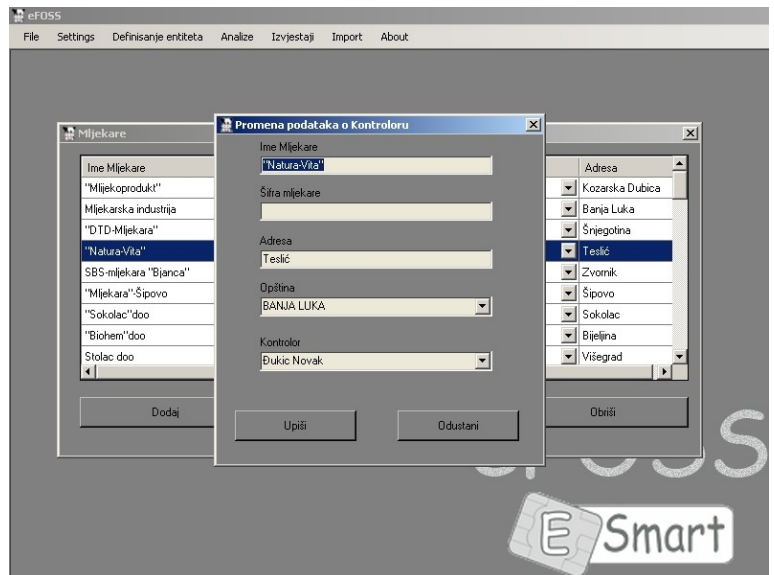 eFOSS
File Settings Definisanje entiteta Analize Izvjestaji Import About
Mljekare
Ime Mljekare Adresa
"Mlijekoprodukt" Kozarska Dubica
Mljekarska industrija Banja Luka
"DTD-Mljekara" Šnjegotina
"Natura-Vita" Teslić
SBS-mljekara "Bjanca" Zvornik
"Mljekara"-Šipovo Šipovo
"Sokolac"doo Sokolac
"Biohem"doo Bijeljina
Stolac doo Višegrad
Dodaj Obriši
Promena podataka o Kontroloru
Ime Mljekare
"Natura-Vita"
Šifra mljekare
Adresa
Teslić
Opština
BANJA LUKA
Kontrolor
Đukic Novak
Upiši Odustani
eFOSS
E Smart